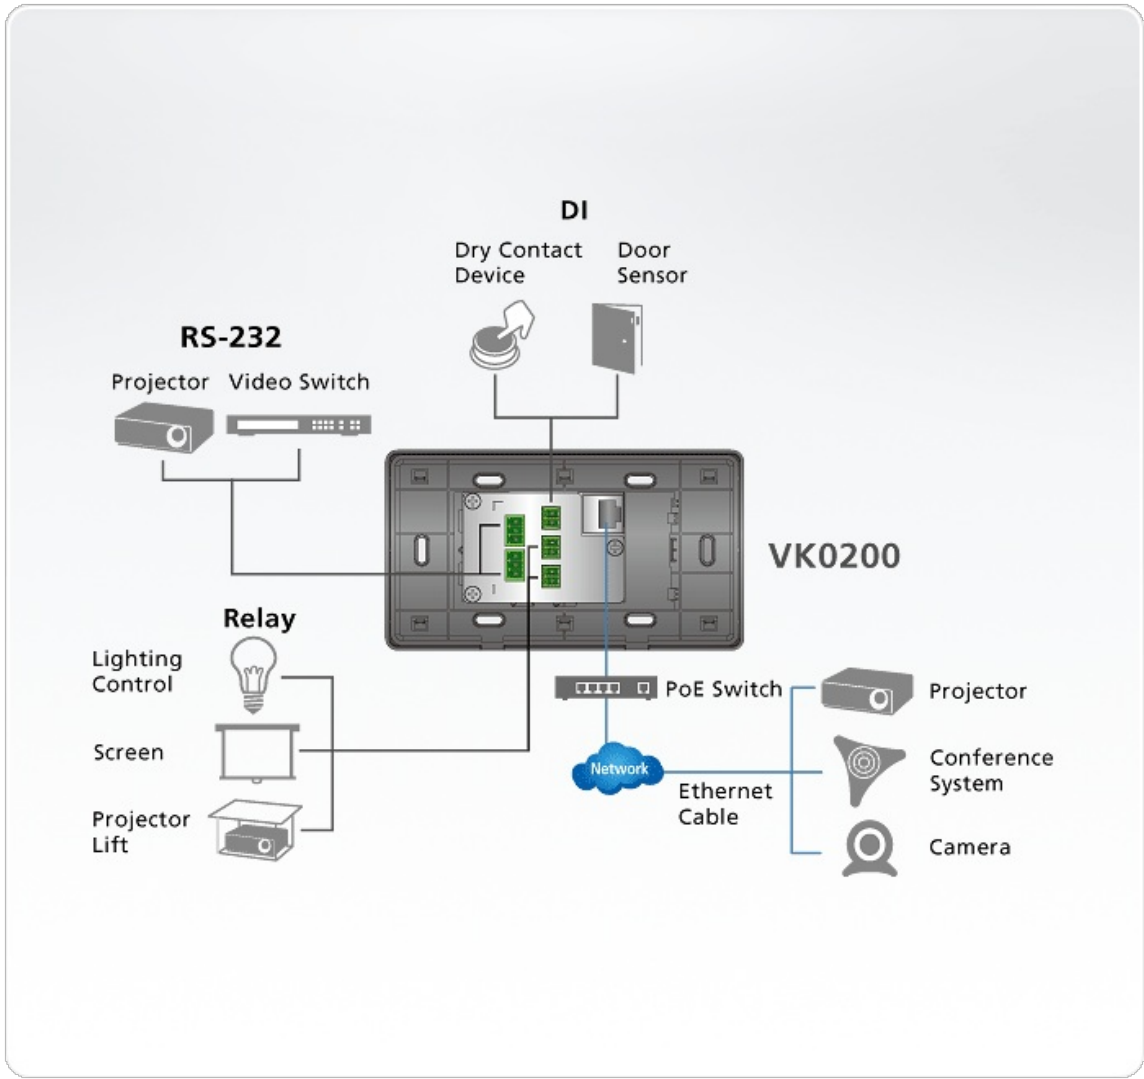 DI
Dry Contact
Device
Door
Sensor
RS-232
Projector
Video Switch
VK0200
Relay
Lighting
Control
Screen
Projector
Lift
PoE Switch
Network
Ethernet
Cable
Projector
Conference
System
Camera